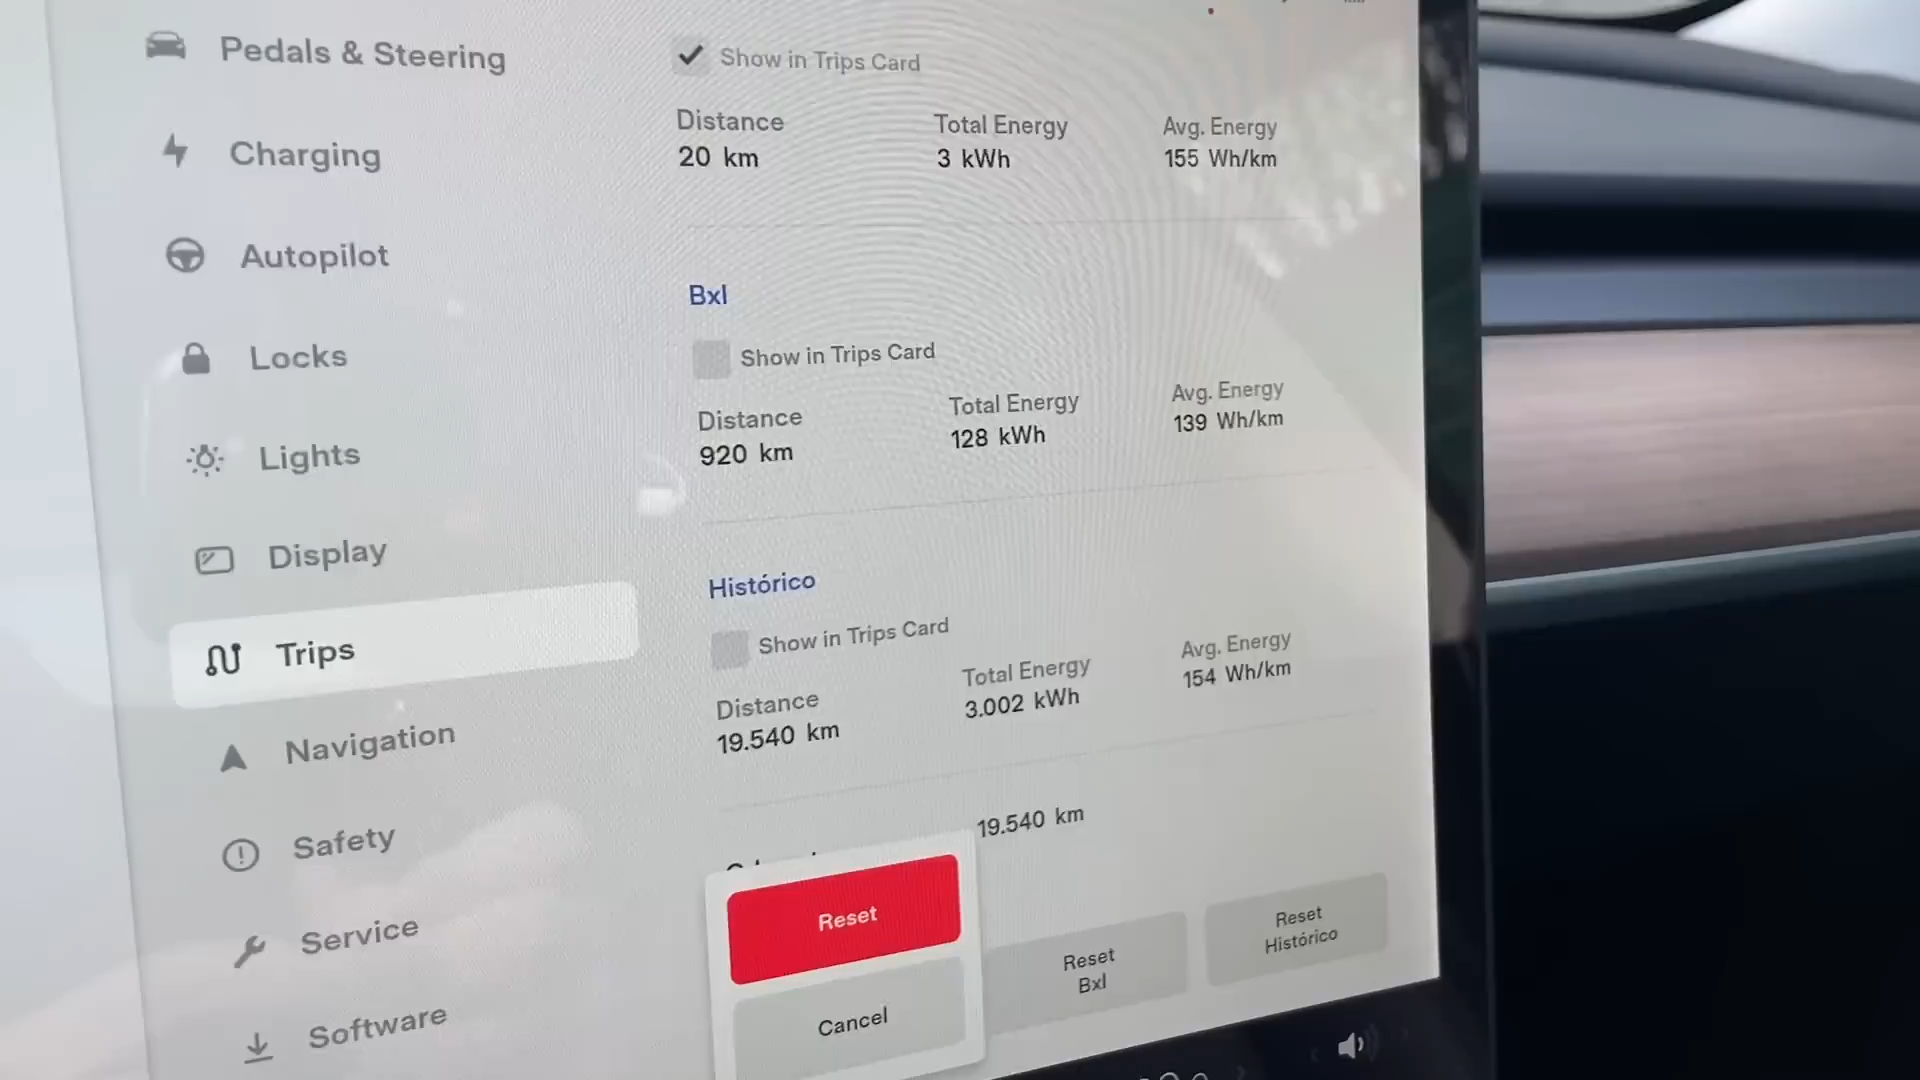 Pedals & Steering
Charging
Autopilot
Locks
Lights
Display
Trips
Navigation
Safety
Service
Software
Show in Trips Card
Distance
20 km
Total Energy
3 kWh
Avg. Energy
155 Wh/km
Bxl
Show in Trips Card
Distance
920 km
Total Energy
128 kWh
Avg. Energy
139 Wh/km
Histórico
Show in Trips Card
Distance
19.540 km
Total Energy
3.002 kWh
Avg. Energy
154 Wh/km
19.540 km
Reset
Cancel
Reset
Bxl
Reset
Histórico